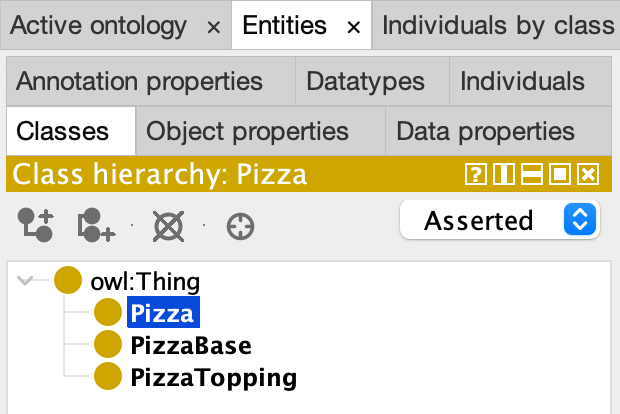 Active ontology × Entities × Individuals by class
Annotation properties Datatypes Individuals
Classes Object properties Data properties
Class hierarchy: Pizza ?
Asserted
owl:Thing
Pizza
PizzaBase
PizzaTopping